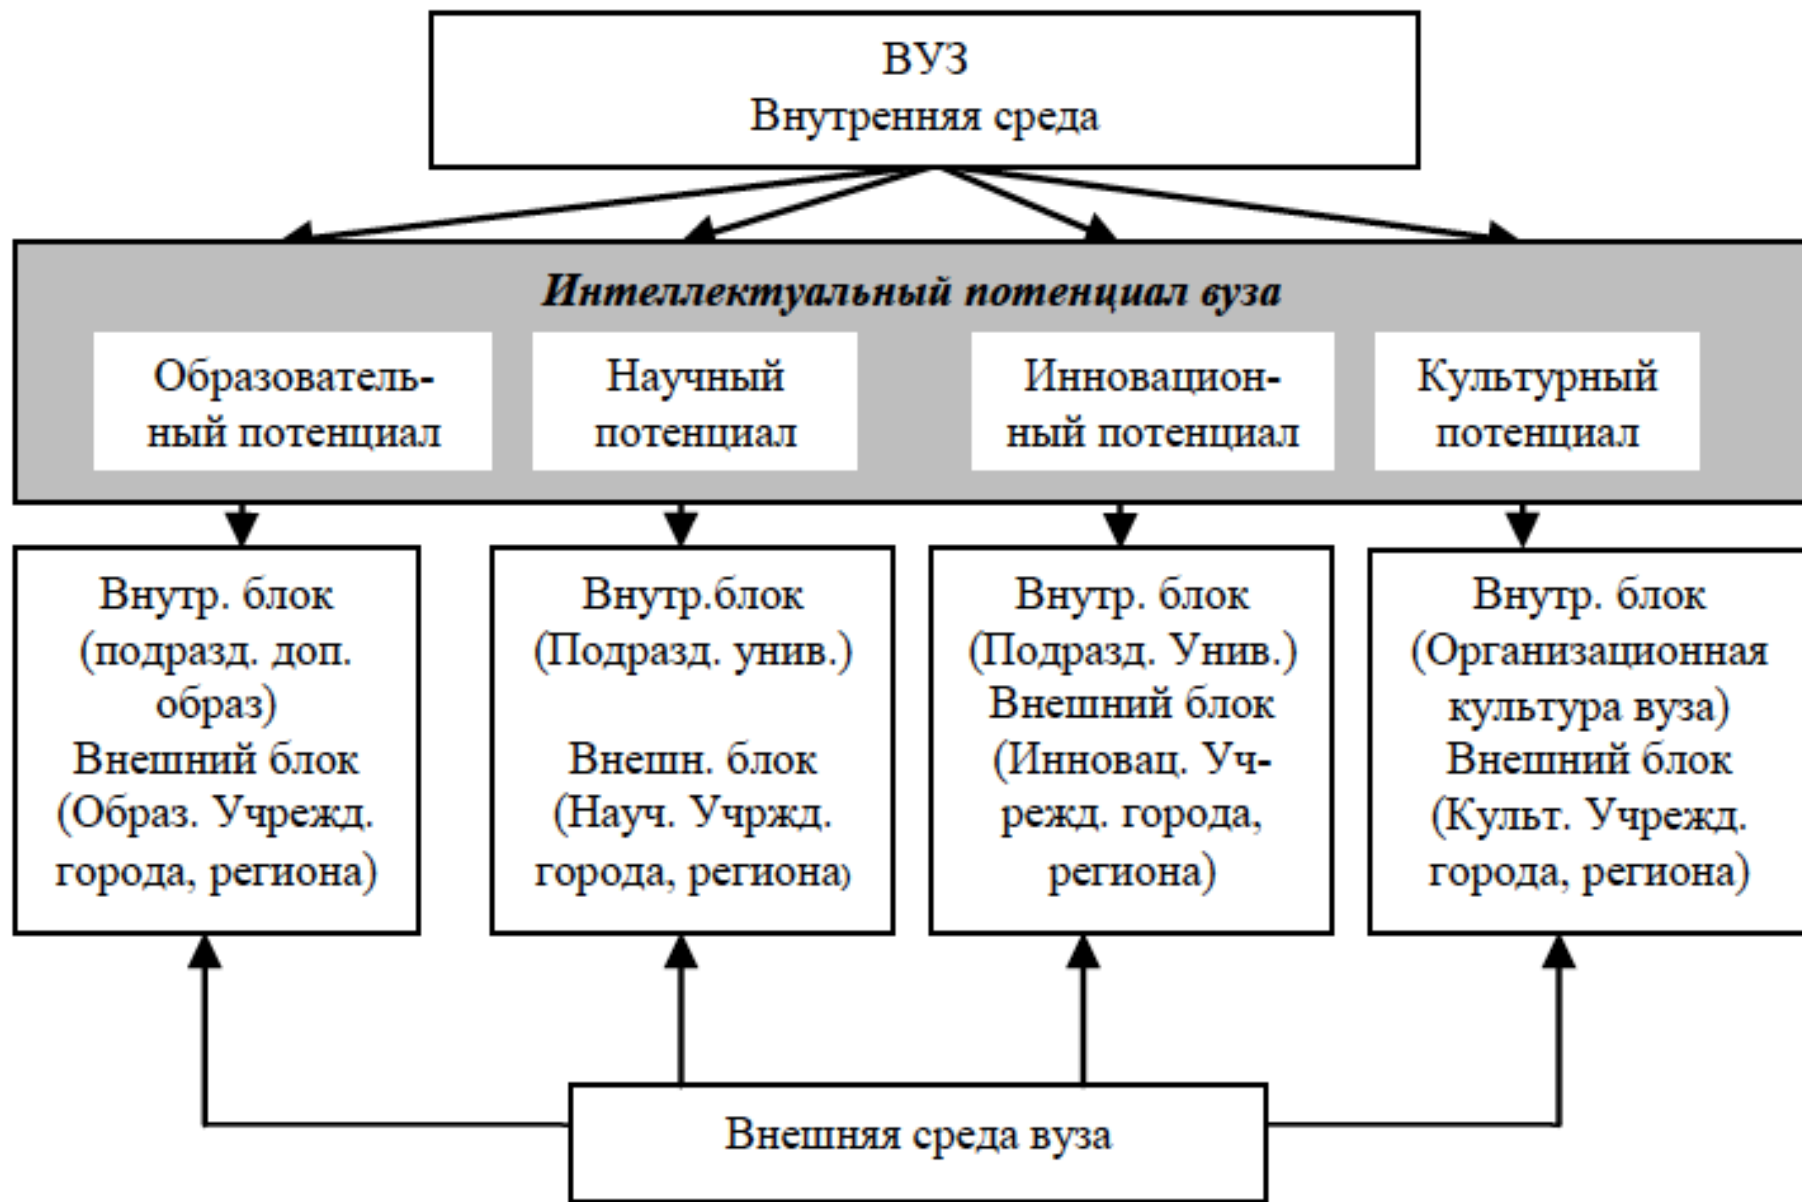 ВУЗ
Внутренняя среда
Интеллектуальный потенциал вуза
Образователь-
ный потенциал
Научный
потенциал
Инновацион-
ный потенциал
Культурный
потенциал
Внутр. блок
(подразд. доп.
образ)
Внешний блок
(Образ. Учрежд.
города, региона)
Внутр.блок
(Подразд. унив.)
Внешн. блок
(Науч. Учржд.
города, региона)
Внутр. блок
(Подразд. Унив.)
Внешний блок
(Инновац. Уч-
режд. города,
региона)
Внутр. блок
(Организационная
культура вуза)
Внешний блок
(Культ. Учрежд.
города, региона)
Внешняя среда вуза